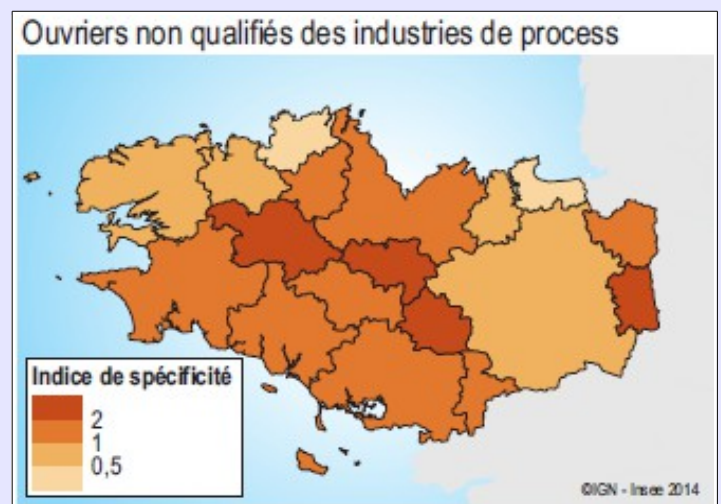 Ouvriers non qualifiés des industries de process
Indice de spécificité
2
1
0,5
©IGN - Insee 2014